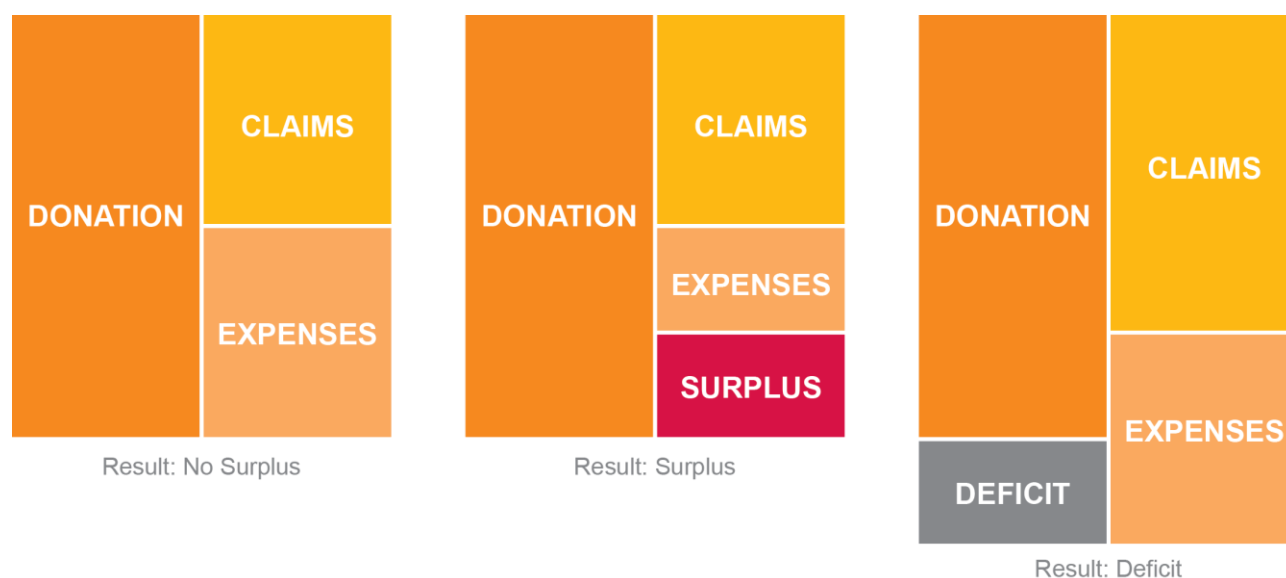 DONATION
CLAIMS
EXPENSES
Result: No Surplus
DONATION
CLAIMS
EXPENSES
SURPLUS
Result: Surplus
DONATION
CLAIMS
EXPENSES
DEFICIT
Result: Deficit